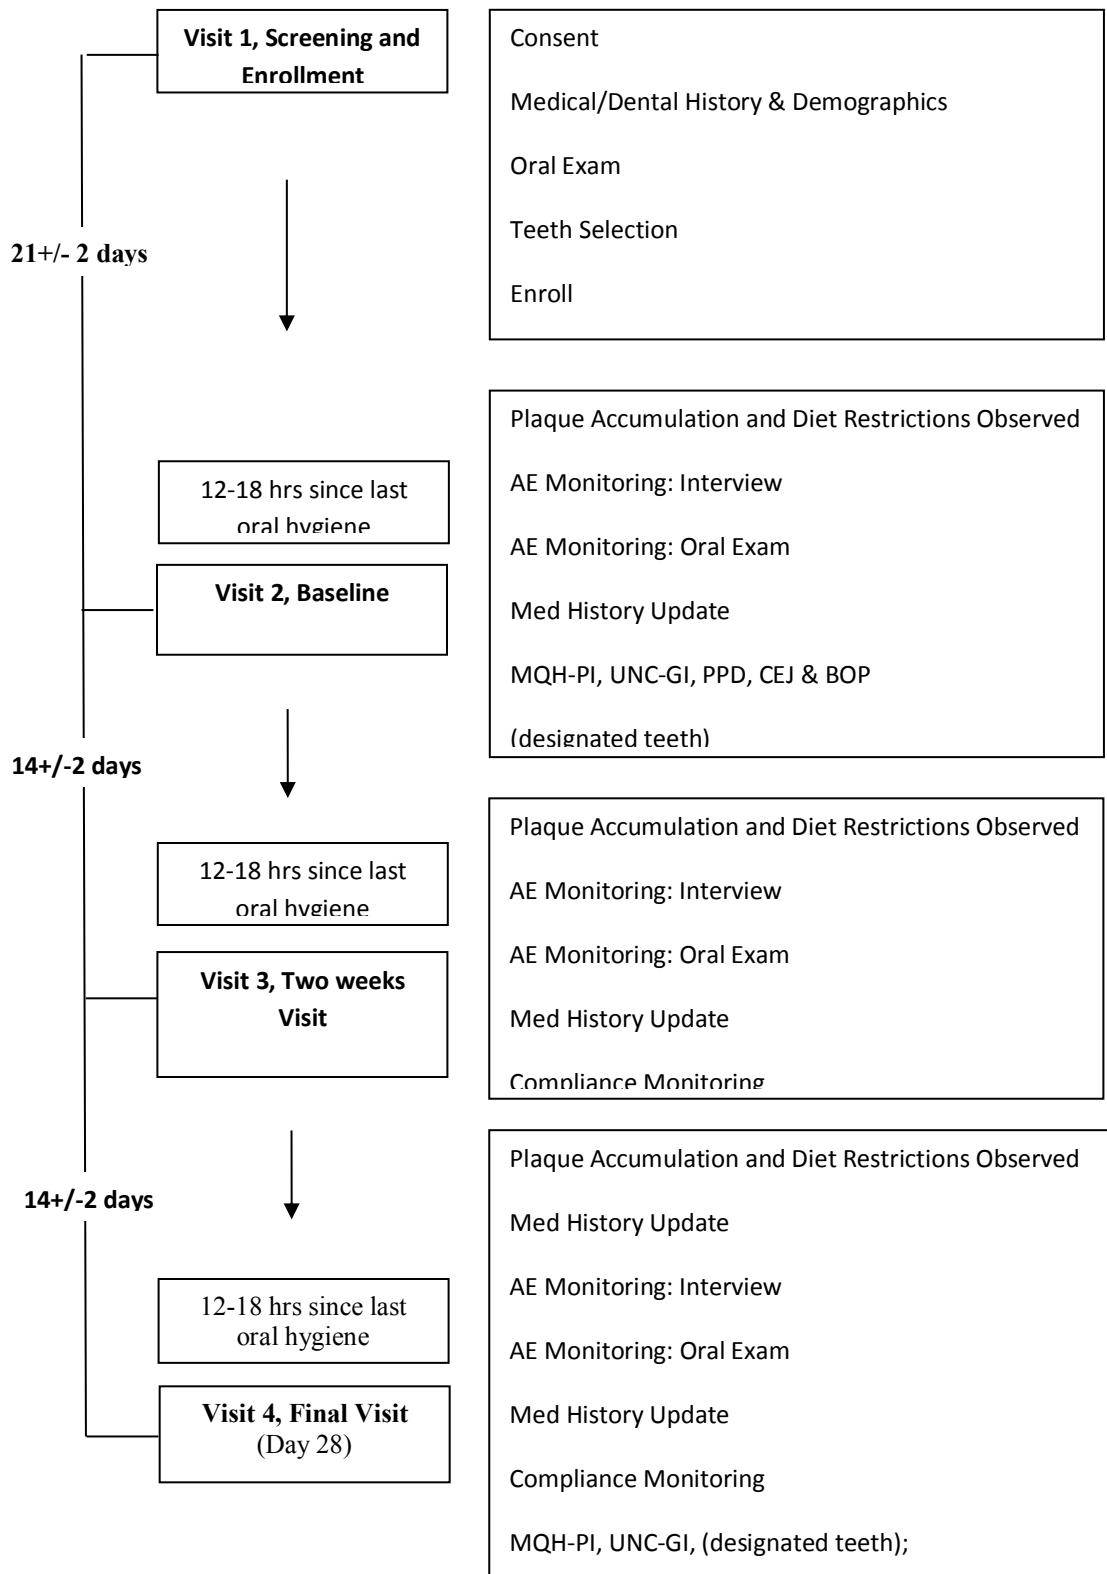 Visit 1, Screening and
Enrollment
Consent
Medical/Dental History & Demographics
Oral Exam
Teeth Selection
Enroll
21+/- 2 days
12-18 hrs since last
oral hygiene
Visit 2, Baseline
Plaque Accumulation and Diet Restrictions Observed
AE Monitoring: Interview
AE Monitoring: Oral Exam
Med History Update
MQH-PI, UNC-GI, PPD, CEJ & BOP
(designated teeth)
14+/-2 days
12-18 hrs since last
oral hygiene
Visit 3, Two weeks
Visit
Plaque Accumulation and Diet Restrictions Observed
AE Monitoring: Interview
AE Monitoring: Oral Exam
Med History Update
Compliance Monitoring
14+/-2 days
12-18 hrs since last
oral hygiene
Visit 4, Final Visit
(Day 28)
Plaque Accumulation and Diet Restrictions Observed
Med History Update
AE Monitoring: Interview
AE Monitoring: Oral Exam
Med History Update
Compliance Monitoring
MQH-PI, UNC-GI, (designated teeth);